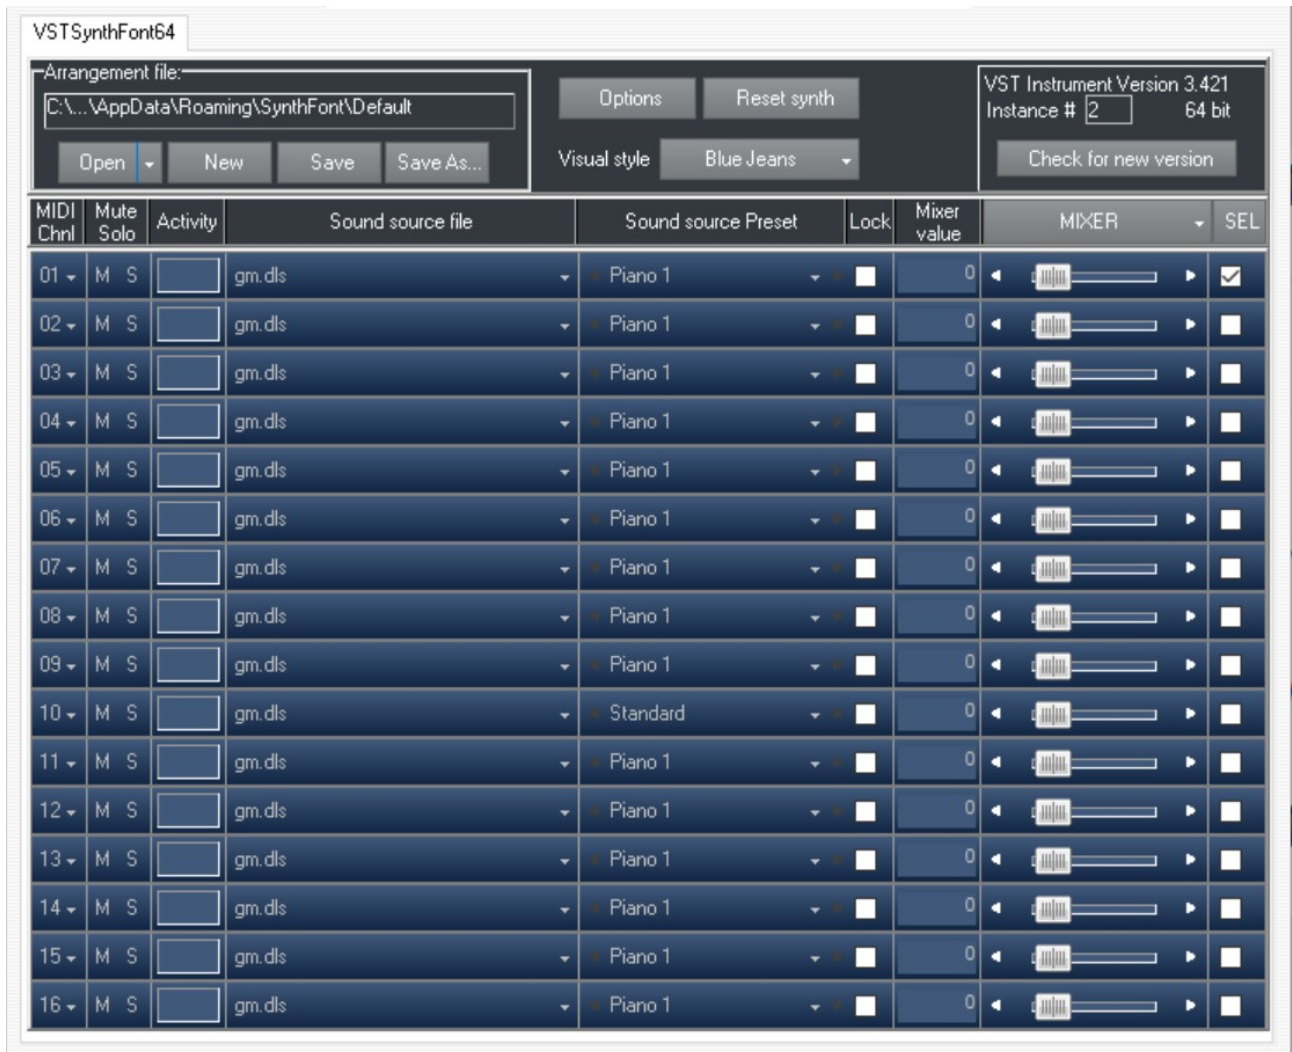 VSTSynthFont64
Arrangement file:
C:\...\AppData\Roaming\SynthFont\Default
Open New Save Save As...
Options Reset synth
Visual style Blue Jeans
VST Instrument Version 3.421
Instance # 2 64 bit
Check for new version
MIDI Chnl Mute Solo Activity Sound source file Sound source Preset Lock Mixer value MIXER SEL
01 M S gm.dls Piano 1 0
02 M S gm.dls Piano 1 0
03 M S gm.dls Piano 1 0
04 M S gm.dls Piano 1 0
05 M S gm.dls Piano 1 0
06 M S gm.dls Piano 1 0
07 M S gm.dls Piano 1 0
08 M S gm.dls Piano 1 0
09 M S gm.dls Piano 1 0
10 M S gm.dls Standard 0
11 M S gm.dls Piano 1 0
12 M S gm.dls Piano 1 0
13 M S gm.dls Piano 1 0
14 M S gm.dls Piano 1 0
15 M S gm.dls Piano 1 0
16 M S gm.dls Piano 1 0